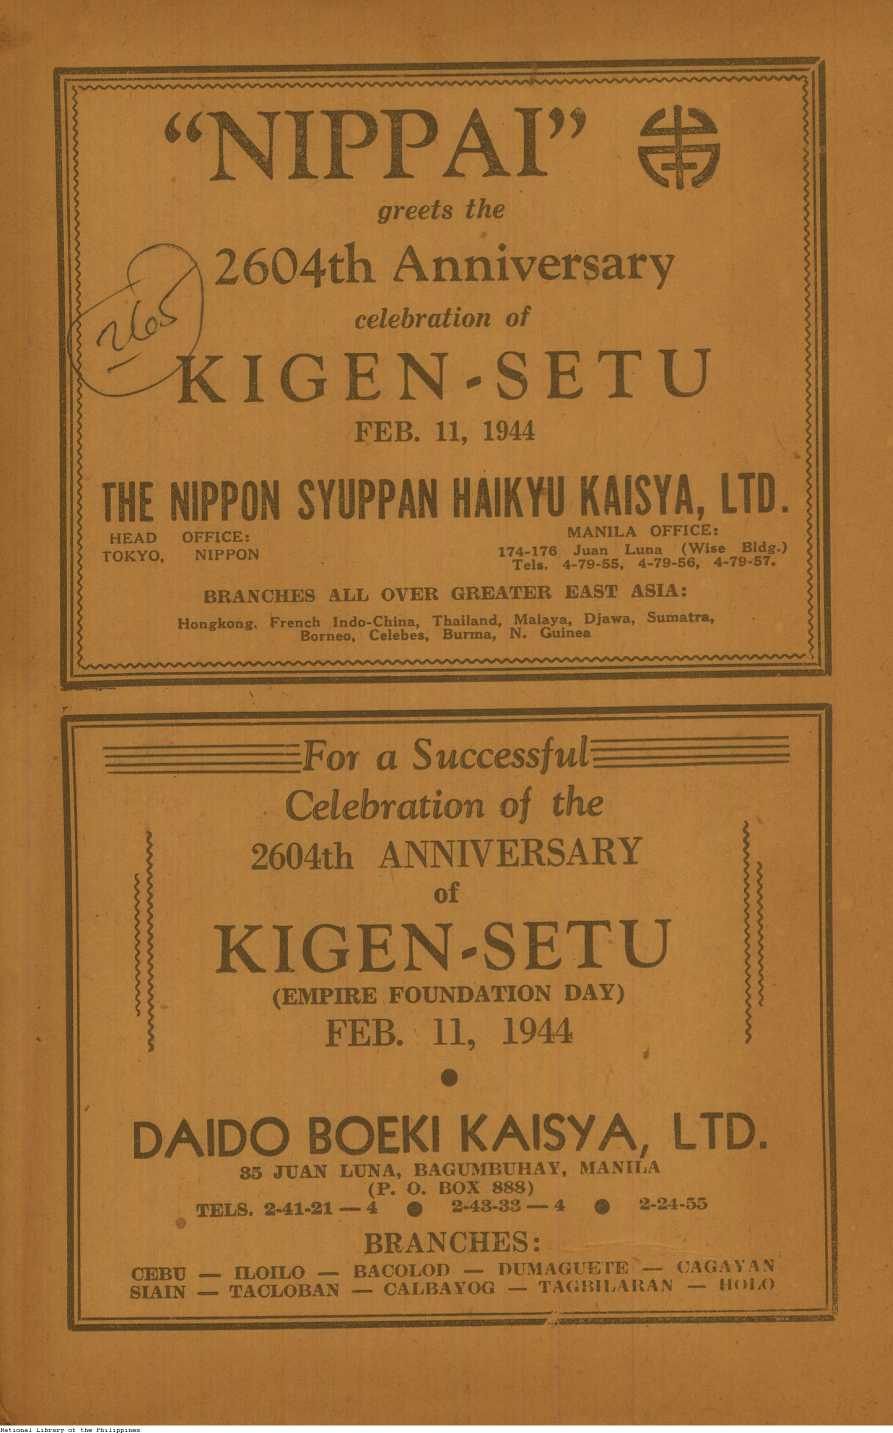 "NIPPAI"
greets the
2604th Anniversary
celebration of
265
KIGEN-SETU
FEB. 11, 1944
THE NIPPON SYUPPAN HAIKYU KAISYA, LTD.
HEAD OFFICE:
TOKYO, NIPPON
MANILA OFFICE:
174-176 Juan Luna (Wise Bldg.)
Tels. 4-79-55, 4-79-56, 4-79-57.
BRANCHES ALL OVER GREATER EAST ASIA:
Hongkong. French Indo-China, Thailand, Malaya, Djawa, Sumatra,
Borneo, Celebes, Burma, N. Guinea
For a Successful
Celebration of the
2604th ANNIVERSARY
of
KIGEN-SETU
(EMPIRE FOUNDATION DAY)
FEB. 11, 1944
DAIDO BOEKI KAISYA, LTD.
35 JUAN LUNA, BAGUMBUHAY, MANILA
(P. O. BOX 888)
TELS. 2-41-21 — 4 ● 2-43-33 — 4 ● 2-24-55
BRANCHES:
CEBU — ILOILO — BACOLOD — DUMAGUETE — CAGAYAN
SIAIN — TACLOBAN — CALBAYOG — TAGBILARAN — HOLO
National Library of the Philippines